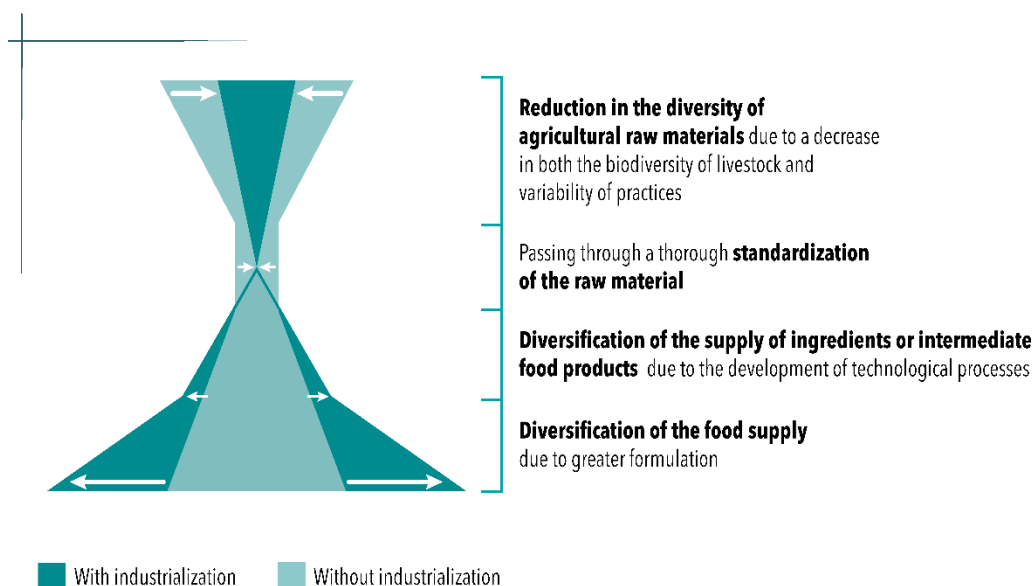 Reduction in the diversity of
agricultural raw materials due to a decrease
in both the biodiversity of livestock and
variability of practices
Passing through a thorough standardization
of the raw material
Diversification of the supply of ingredients or intermediate
food products due to the development of technological processes
Diversification of the food supply
due to greater formulation
With industrialization
Without industrialization